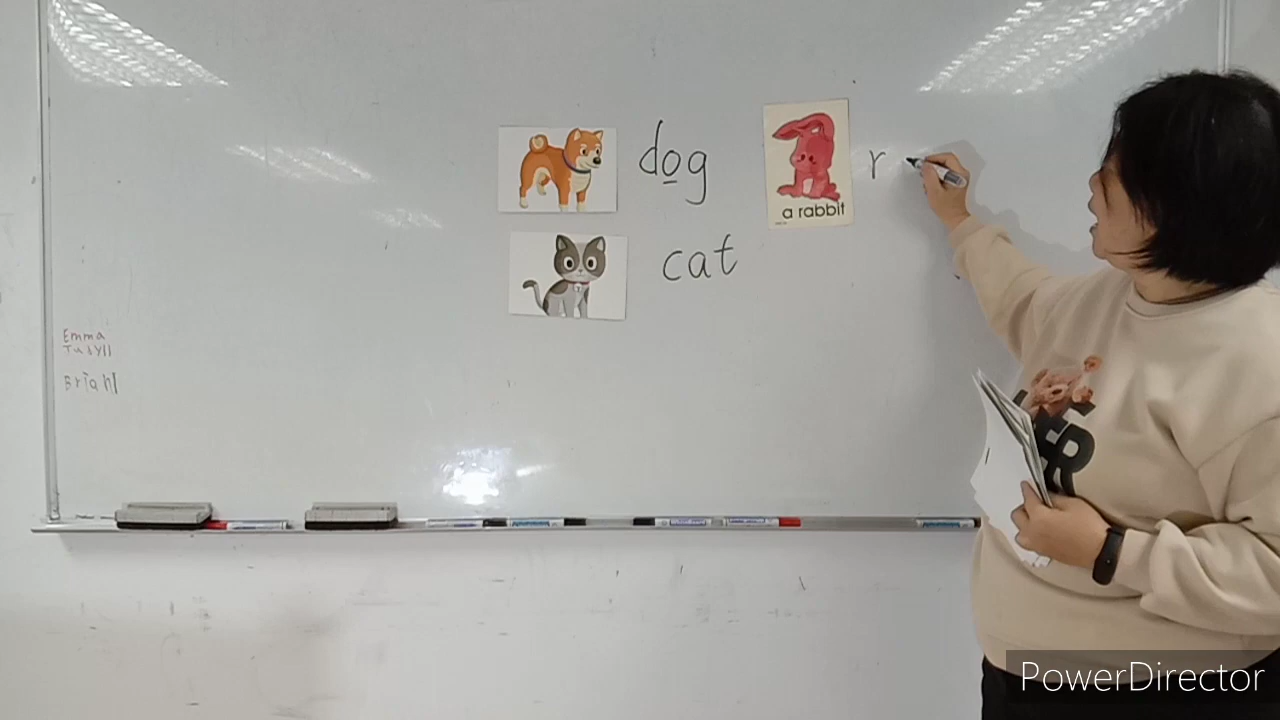 dog
a rabbit
r
cat
Emma
Brian
PowerDirector